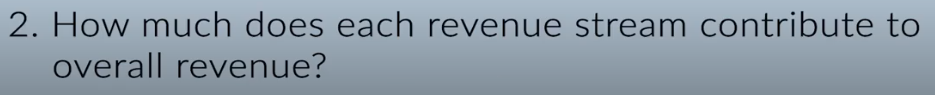 2. How much does each revenue stream contribute to
overall revenue?